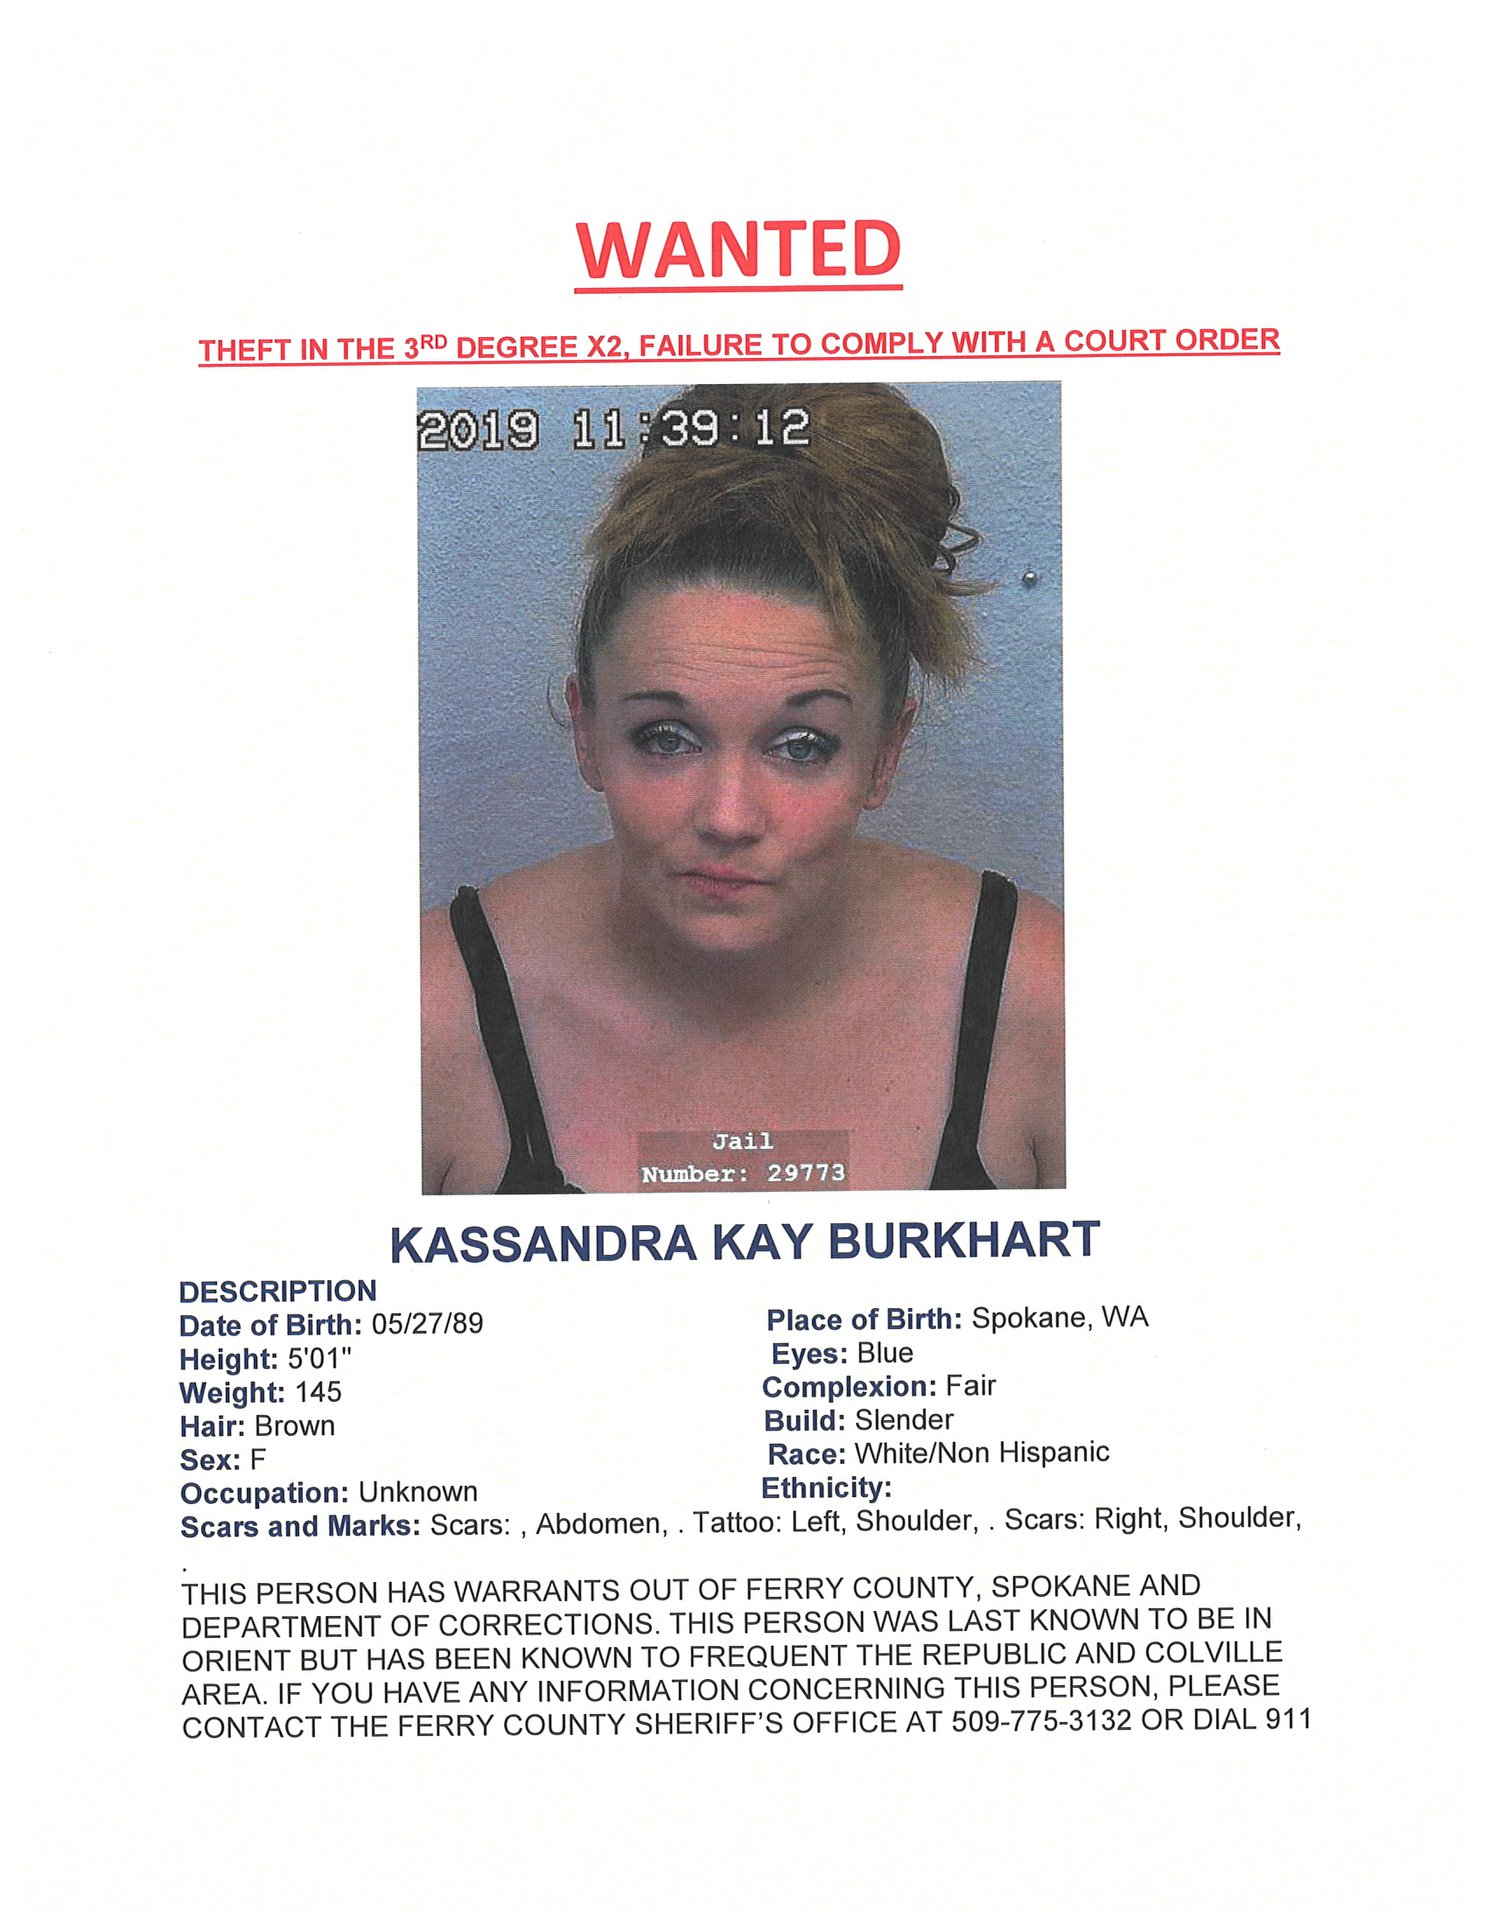 WANTED
THEFT IN THE 3RD DEGREE X2, FAILURE TO COMPLY WITH A COURT ORDER
2019 11:39:12
Jail
Number: 29773
KASSANDRA KAY BURKHART
DESCRIPTION
Date of Birth: 05/27/89 Place of Birth: Spokane, WA
Height: 5'01" Eyes: Blue
Weight: 145 Complexion: Fair
Hair: Brown Build: Slender
Sex: F Race: White/Non Hispanic
Occupation: Unknown Ethnicity:
Scars and Marks: Scars: , Abdomen, . Tattoo: Left, Shoulder, . Scars: Right, Shoulder,
.
THIS PERSON HAS WARRANTS OUT OF FERRY COUNTY, SPOKANE AND
DEPARTMENT OF CORRECTIONS. THIS PERSON WAS LAST KNOWN TO BE IN
ORIENT BUT HAS BEEN KNOWN TO FREQUENT THE REPUBLIC AND COLVILLE
AREA. IF YOU HAVE ANY INFORMATION CONCERNING THIS PERSON, PLEASE
CONTACT THE FERRY COUNTY SHERIFF'S OFFICE AT 509-775-3132 OR DIAL 911